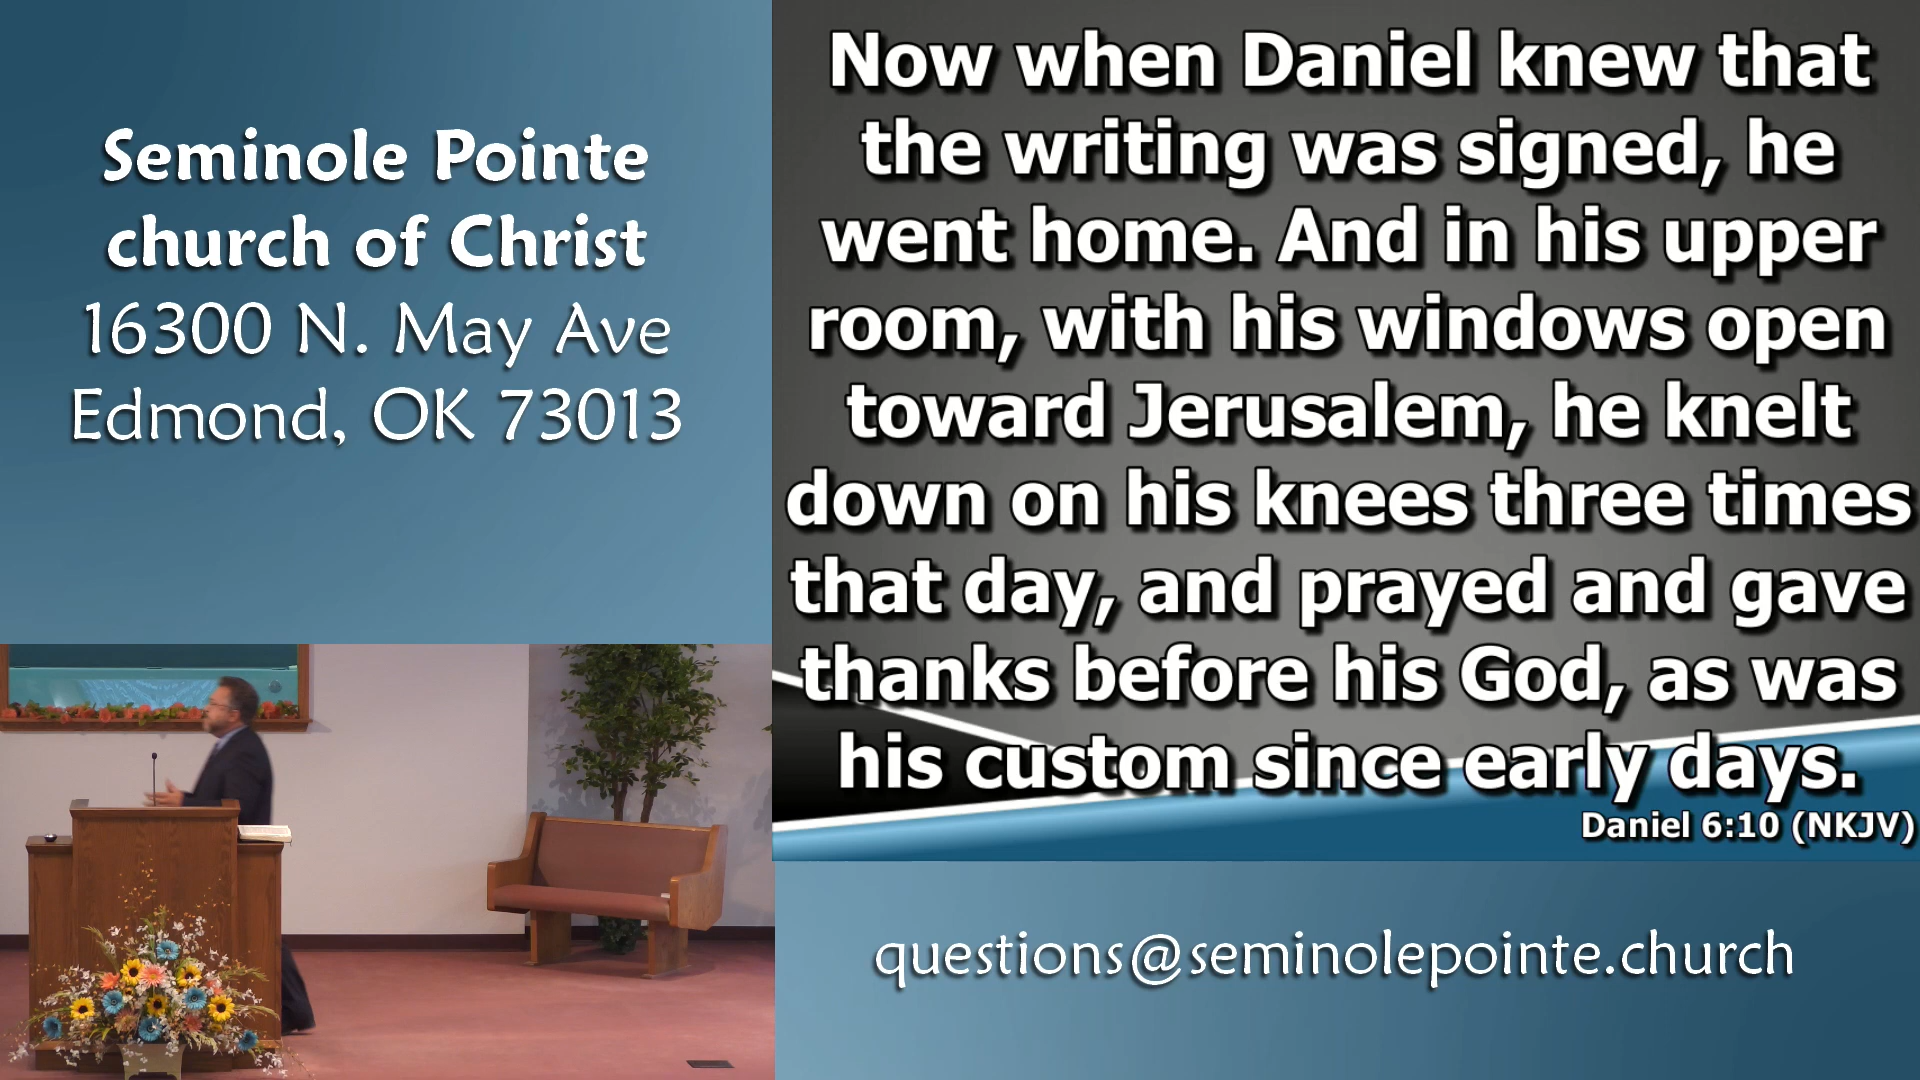 Seminole Pointe
church of Christ
16300 N. May Ave
Edmond, OK 73013
Now when Daniel knew that
the writing was signed, he
went home. And in his upper
room, with his windows open
toward Jerusalem, he knelt
down on his knees three times
that day, and prayed and gave
thanks before his God, as was
his custom since early days.
Daniel 6:10 (NKJV)
questions@seminolepointe.church